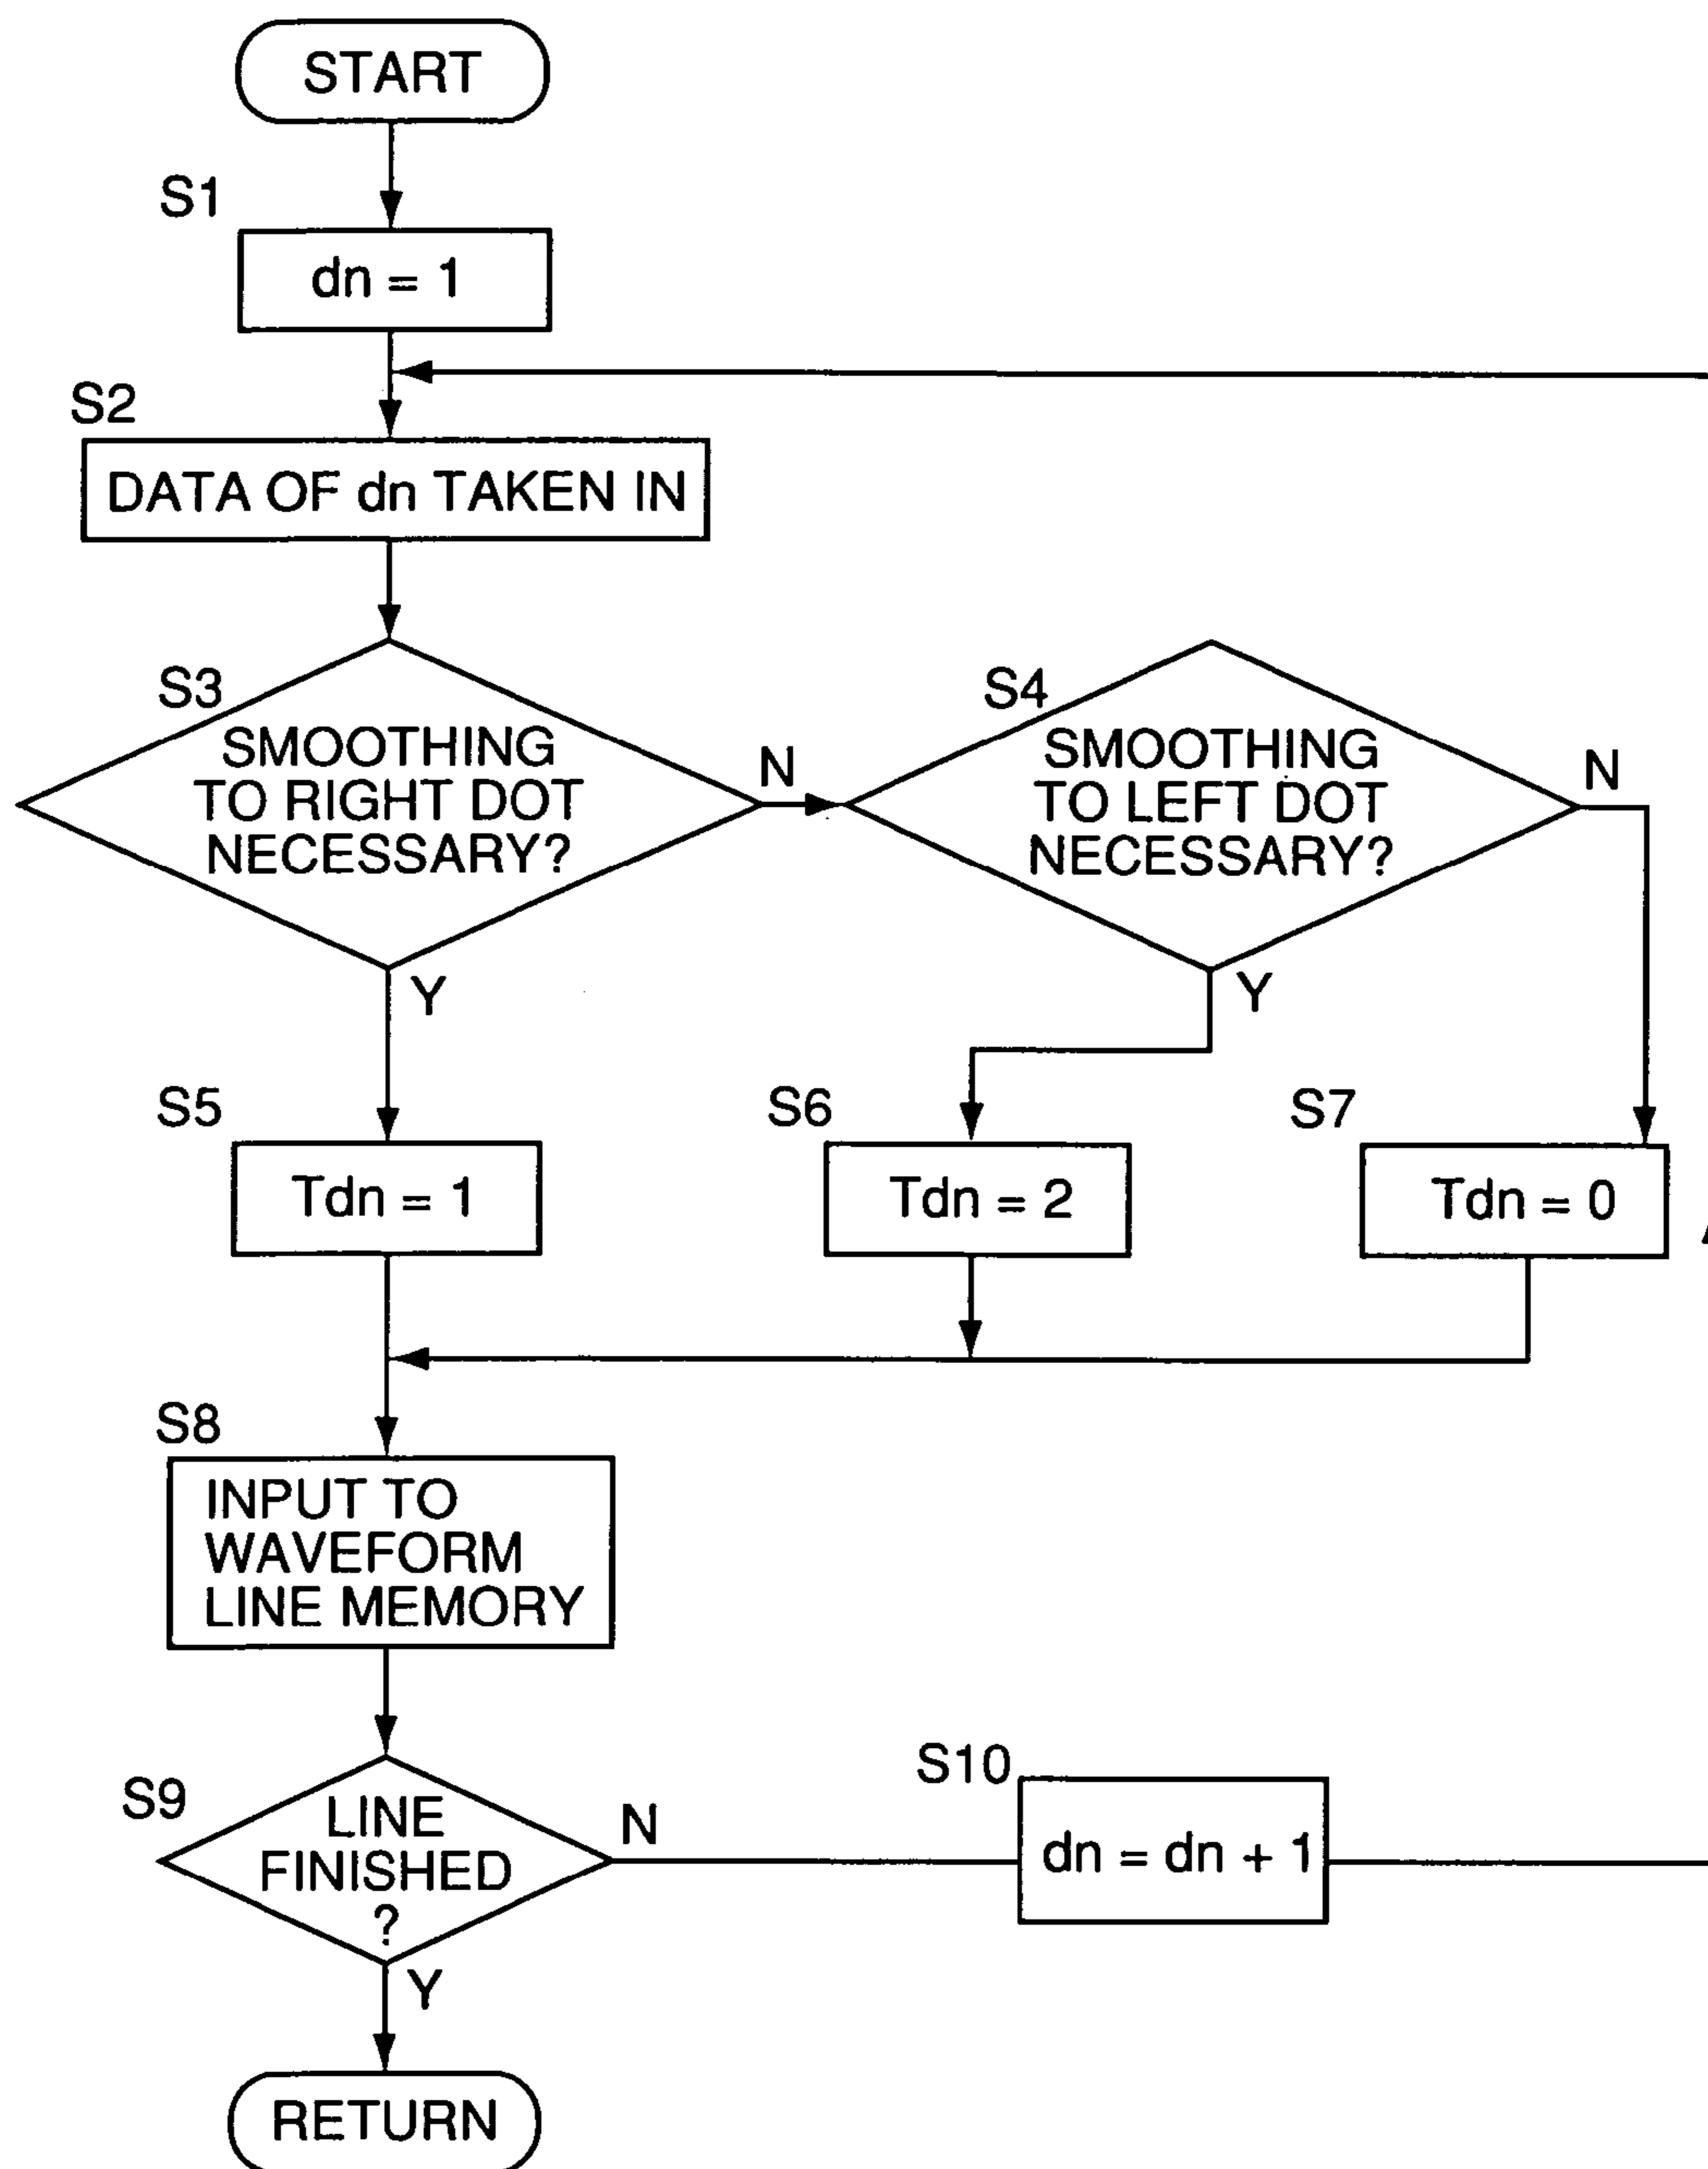 START
S1
dn = 1
S2
DATA OF dn TAKEN IN
S3
SMOOTHING
TO RIGHT DOT
NECESSARY?
N
Y
S4
SMOOTHING
TO LEFT DOT
NECESSARY?
N
Y
S5
Tdn = 1
S6
Tdn = 2
S7
Tdn = 0
S8
INPUT TO
WAVEFORM
LINE MEMORY
S9
LINE
FINISHED
?
N
Y
S10
dn = dn + 1
RETURN